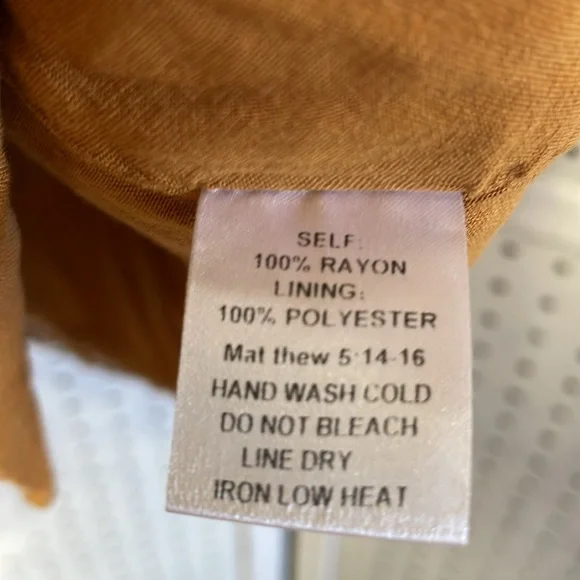 SELF:
100% RAYON
LINING:
100% POLYESTER
Mat thew 5:14-16
HAND WASH COLD
DO NOT BLEACH
LINE DRY
IRON LOW HEAT